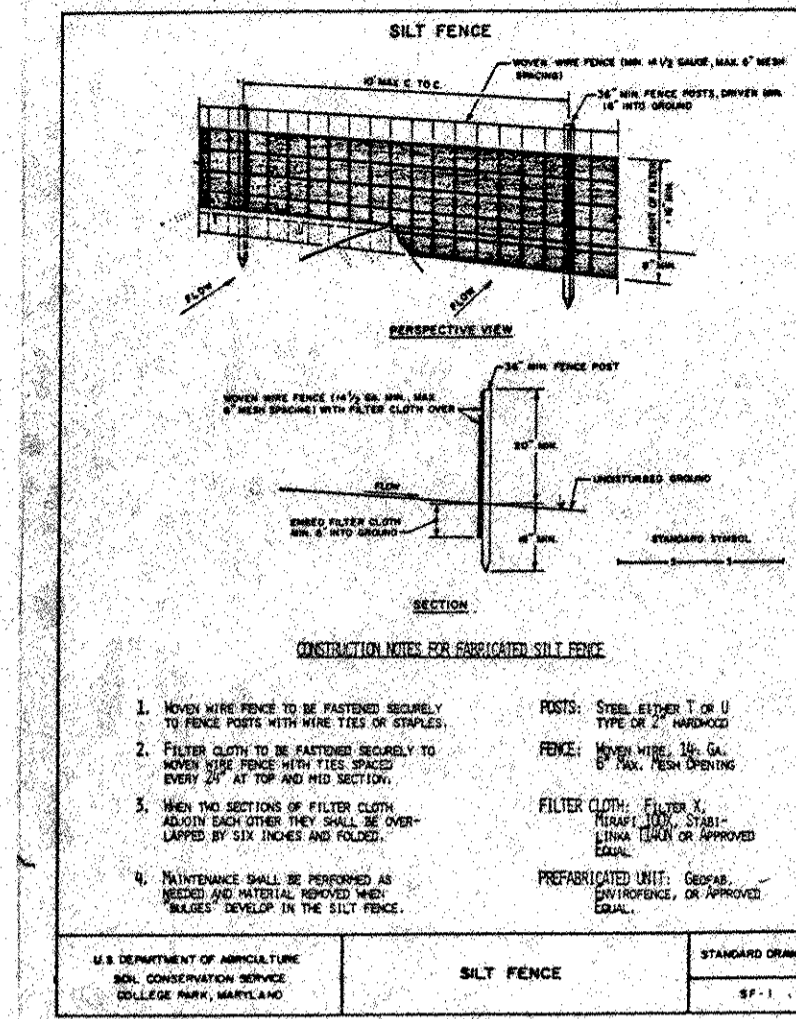 SILT FENCE
WOVEN WIRE FENCE (MIN. 14 1/2 GAUGE, MAX. 6" MESH
SPACING)
10' MAX. C. TO C.
36" MIN. FENCE POSTS, DRIVEN MIN.
16" INTO GROUND
HEIGHT OF FILTER
= 16" MIN.
8" MIN.
FLOW
FLOW
PERSPECTIVE VIEW
36" MIN. FENCE POST
WOVEN WIRE FENCE (14 1/2 GA. MIN., MAX.
6" MESH SPACING) WITH FILTER CLOTH OVER
20" MIN.
FLOW
UNDISTURBED GROUND
EMBED FILTER CLOTH
MIN. 8" INTO GROUND
16" MIN.
STANDARD SYMBOL
S S
SECTION
CONSTRUCTION NOTES FOR FABRICATED SILT FENCE
1. WOVEN WIRE FENCE TO BE FASTENED SECURELY
TO FENCE POSTS WITH WIRE TIES OR STAPLES.
2. FILTER CLOTH TO BE FASTENED SECURELY TO
WOVEN WIRE FENCE WITH TIES SPACED
EVERY 24" AT TOP AND MID SECTION.
3. WHEN TWO SECTIONS OF FILTER CLOTH
ADJOIN EACH OTHER THEY SHALL BE OVER-
LAPPED BY SIX INCHES AND FOLDED.
4. MAINTENANCE SHALL BE PERFORMED AS
NEEDED AND MATERIAL REMOVED WHEN
"BULGES" DEVELOP IN THE SILT FENCE.
POSTS: STEEL EITHER T OR U
TYPE OR 2" HARDWOOD
FENCE: WOVEN WIRE, 14 GA.
6" MAX. MESH OPENING
FILTER CLOTH: FILTER X,
MIRAFI 100X, STABI-
LINKA T140N OR APPROVED
EQUAL
PREFABRICATED UNIT: GEOFAB,
ENVIROFENCE, OR APPROVED
EQUAL.
U.S. DEPARTMENT OF AGRICULTURE
SOIL CONSERVATION SERVICE
COLLEGE PARK, MARYLAND
SILT FENCE
STANDARD DRAW
SF-1